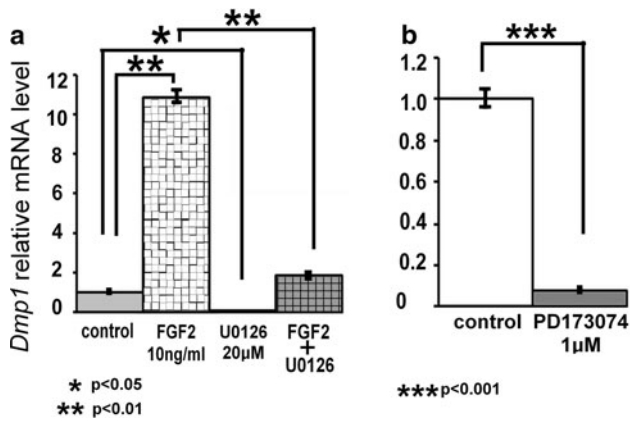 a
*
**
**
Dmp1 relative mRNA level
12
10
8
6
4
2
0
control
FGF2
10ng/ml
U0126
20µM
FGF2
+
U0126
* p<0.05
** p<0.01
b
***
1.2
1.0
0.8
0.6
0.4
0.2
0
control
PD173074
1µM
***p<0.001